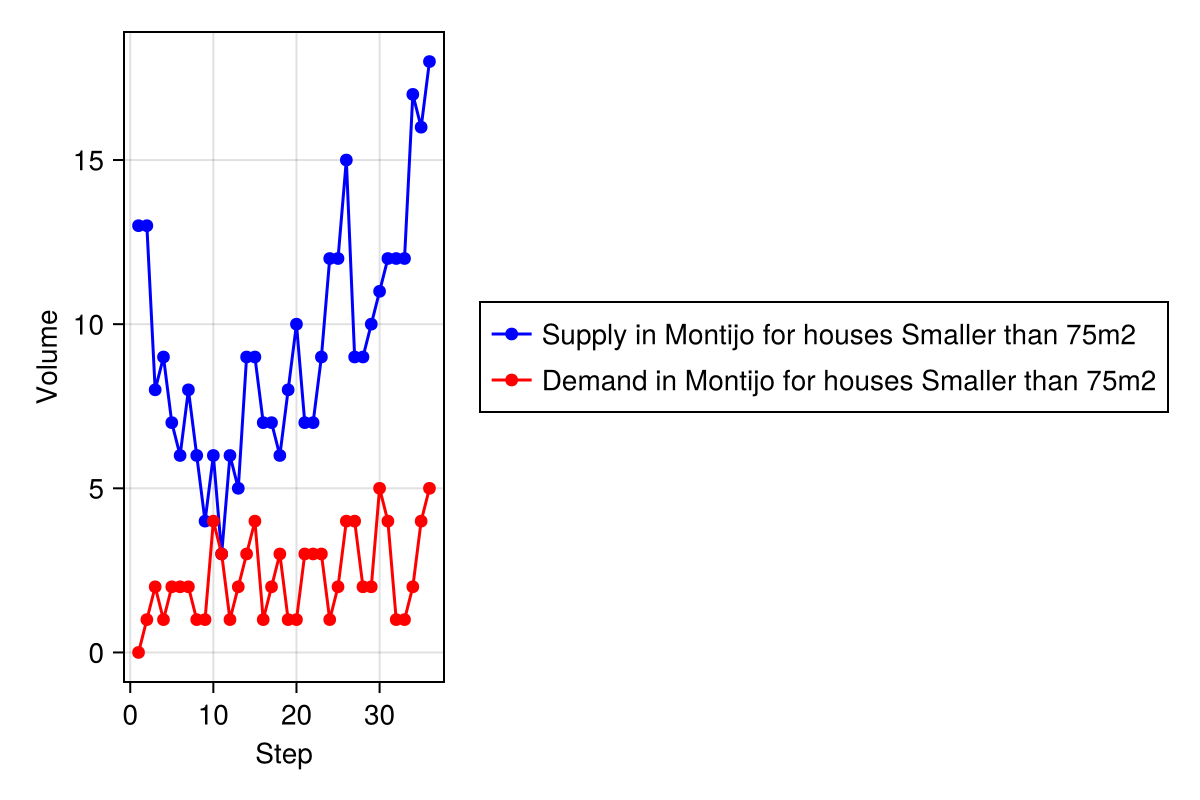 Volume
15
10
5
0
0 10 20 30
Step
Supply in Montijo for houses Smaller than 75m2
Demand in Montijo for houses Smaller than 75m2